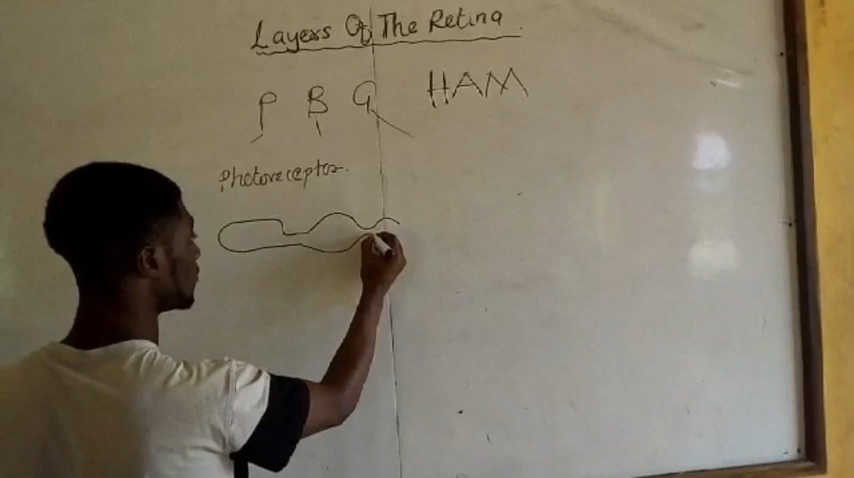 Layers Of The Retina.
P B G HAM
Photoreceptor.